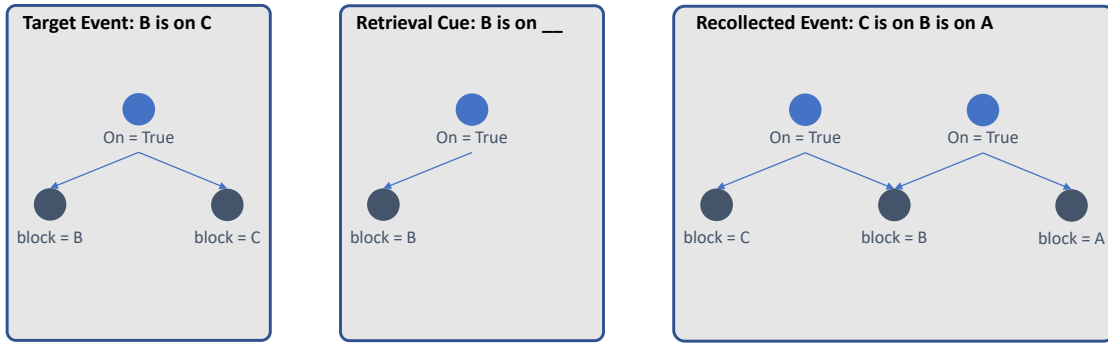 Target Event: B is on C
On = True
block = B
block = C
Retrieval Cue: B is on __
On = True
block = B
Recollected Event: C is on B is on A
On = True
On = True
block = C
block = B
block = A